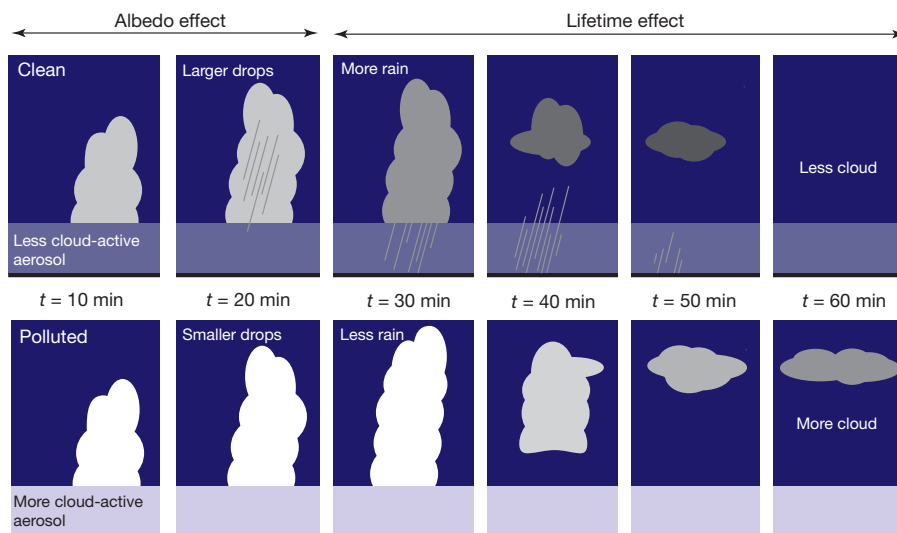 Albedo effect
Lifetime effect
Clean
Larger drops
More rain
Less cloud
Less cloud-active
aerosol
t = 10 min
t = 20 min
t = 30 min
t = 40 min
t = 50 min
t = 60 min
Polluted
Smaller drops
Less rain
More cloud
More cloud-active
aerosol